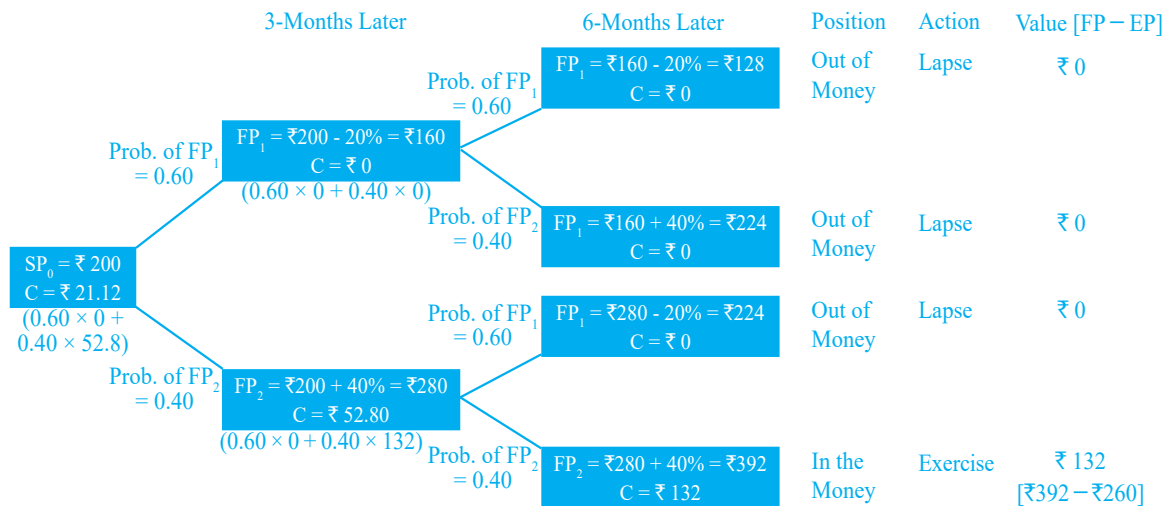 3-Months Later
6-Months Later
Position
Action
Value [FP − EP]
FP₁ = ₹160 - 20% = ₹128
C = ₹ 0
Out of
Money
Lapse
₹ 0
Prob. of FP₁
= 0.60
FP₁ = ₹200 - 20% = ₹160
C = ₹ 0
(0.60 × 0 + 0.40 × 0)
Prob. of FP₁
= 0.60
Prob. of FP₂
= 0.40
FP₁ = ₹160 + 40% = ₹224
C = ₹ 0
Out of
Money
Lapse
₹ 0
SP₀ = ₹ 200
C = ₹ 21.12
(0.60 × 0 +
0.40 × 52.8)
Prob. of FP₁
= 0.60
FP₁ = ₹280 - 20% = ₹224
C = ₹ 0
Out of
Money
Lapse
₹ 0
Prob. of FP₂
= 0.40
FP₂ = ₹200 + 40% = ₹280
C = ₹ 52.80
(0.60 × 0 + 0.40 × 132)
Prob. of FP₂
= 0.40
FP₂ = ₹280 + 40% = ₹392
C = ₹ 132
In the
Money
Exercise
₹ 132
[₹392 − ₹260]